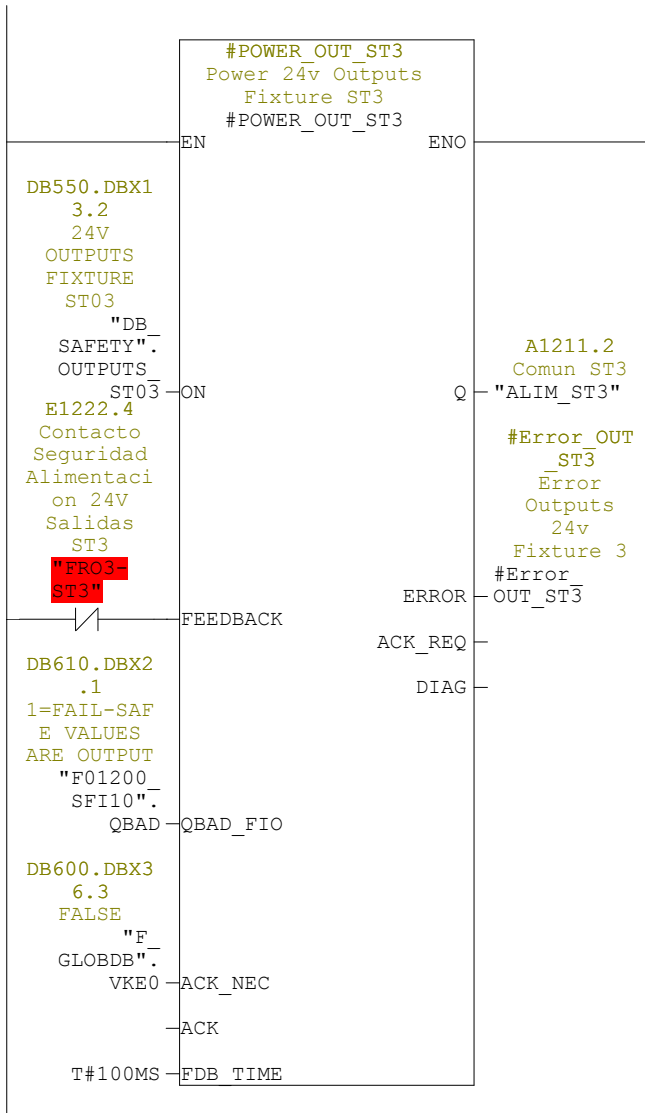 #POWER_OUT_ST3
Power 24v Outputs
Fixture ST3
#POWER_OUT_ST3
EN
ENO
DB550.DBX1
3.2
24V
OUTPUTS
FIXTURE
ST03
"DB_
SAFETY".
OUTPUTS_
ST03
ON
A1211.2
Comun ST3
Q
"ALIM_ST3"
E1222.4
Contacto
Seguridad
Alimentaci
on 24V
Salidas
ST3
"FRO3-
ST3"
FEEDBACK
#Error_OUT
_ST3
Error
Outputs
24v
Fixture 3
#Error_
ERROR
OUT_ST3
ACK_REQ
DIAG
DB610.DBX2
.1
1=FAIL-SAF
E VALUES
ARE OUTPUT
"F01200_
SFI10".
QBAD
QBAD_FIO
DB600.DBX3
6.3
FALSE
"F_
GLOBDB".
VKE0
ACK_NEC
ACK
T#100MS
FDB_TIME